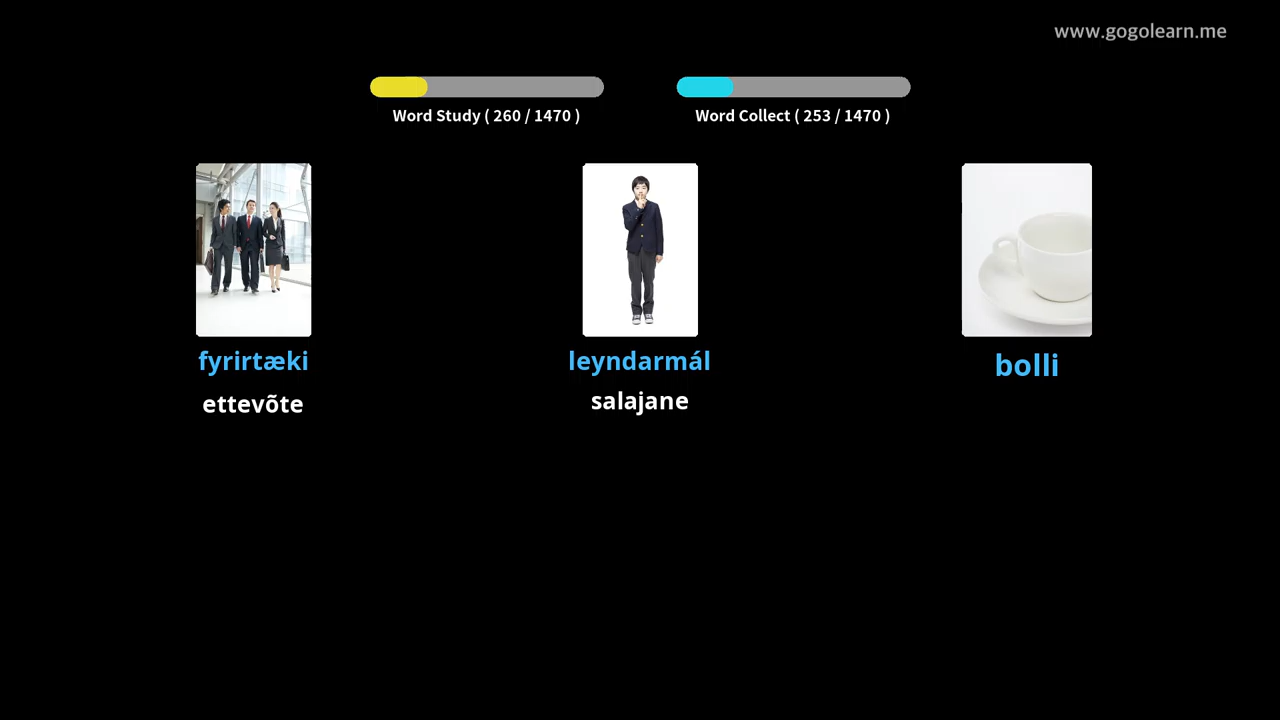 www.gogolearn.me
Word Study ( 260 / 1470 )
Word Collect ( 253 / 1470 )
fyrirtæki
ettevõte
leyndarmál
salajane
bolli